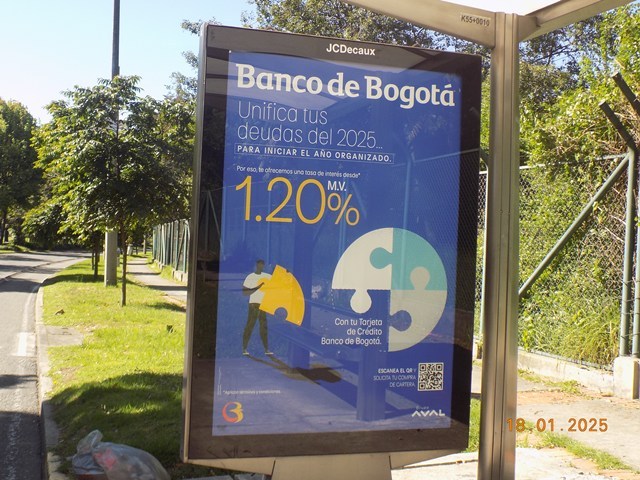 K55+0010
JCDecaux
Banco de Bogotá
Unifica tus
deudas del 2025...
PARA INICIAR EL AÑO ORGANIZADO.
Por eso, te ofrecemos una tasa de interés desde*
1.20% M.V.
Con tu Tarjeta
de Crédito
Banco de Bogotá.
ESCANEA EL QR Y
SOLICITA TU COMPRA
DE CARTERA
AVAL
18.01.2025